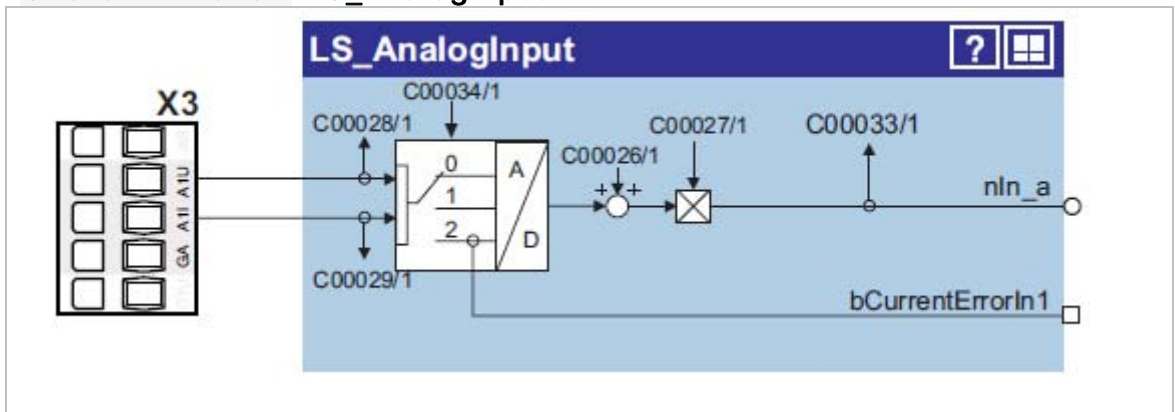 LS_AnalogInput
?
C00034/1
X3
C00028/1
C00027/1
C00033/1
C00026/1
0
A
A1U
1
nIn_a
A1I
2
D
GA
C00029/1
bCurrentErrorIn1